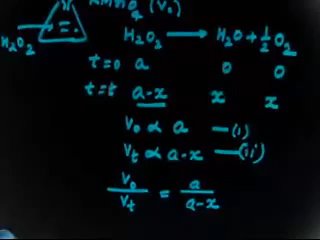 KMnO4 (V0)
H2O2
H2O2 → H2O + 1/2 O2
t=0 a 0 0
t=t a-x x x
V0 ∝ a —(i)
Vt ∝ a-x —(ii)
V0/Vt = a/a-x